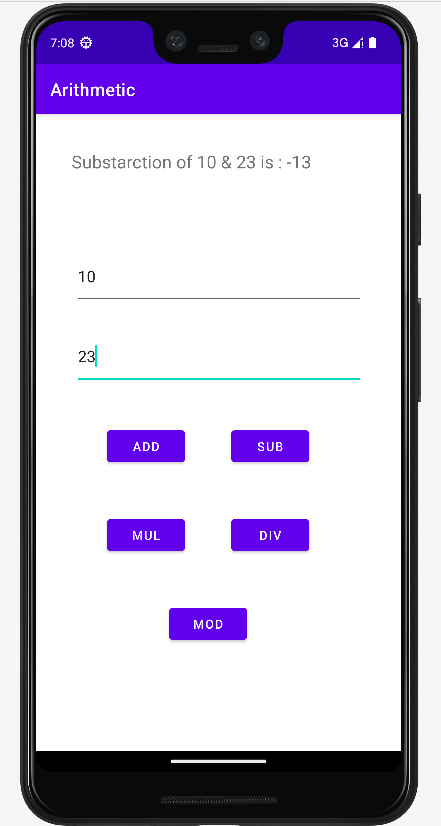 7:08 3G
Arithmetic
Substarction of 10 & 23 is : -13
10
23
ADD SUB
MUL DIV
MOD